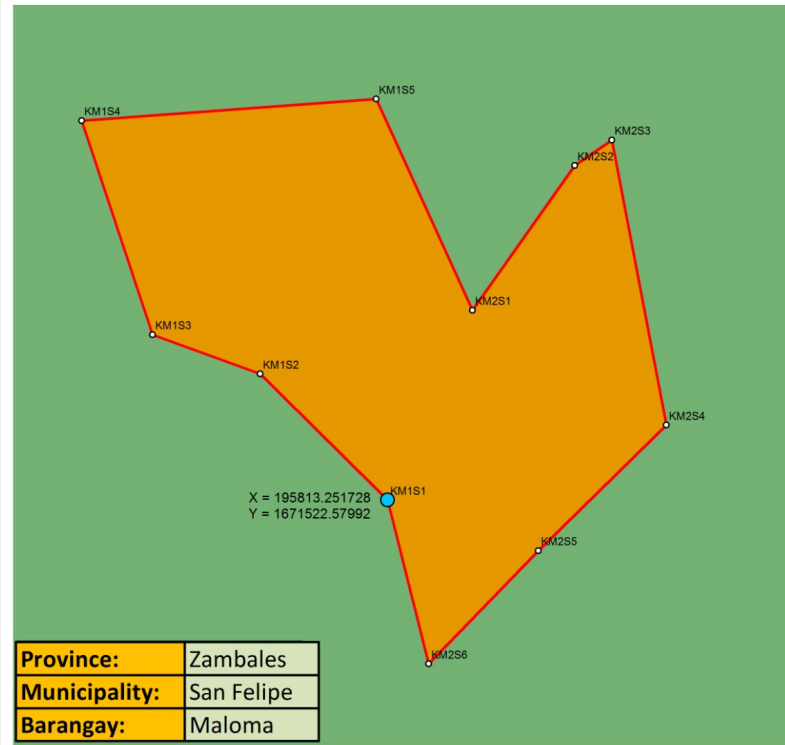 KM1S5
KM1S4
KM2S3
KM2S2
KM2S1
KM1S3
KM1S2
KM2S4
KM1S1
X = 195813.251728
Y = 1671522.57992
KM2S5
KM2S6
Province: Zambales
Municipality: San Felipe
Barangay: Maloma